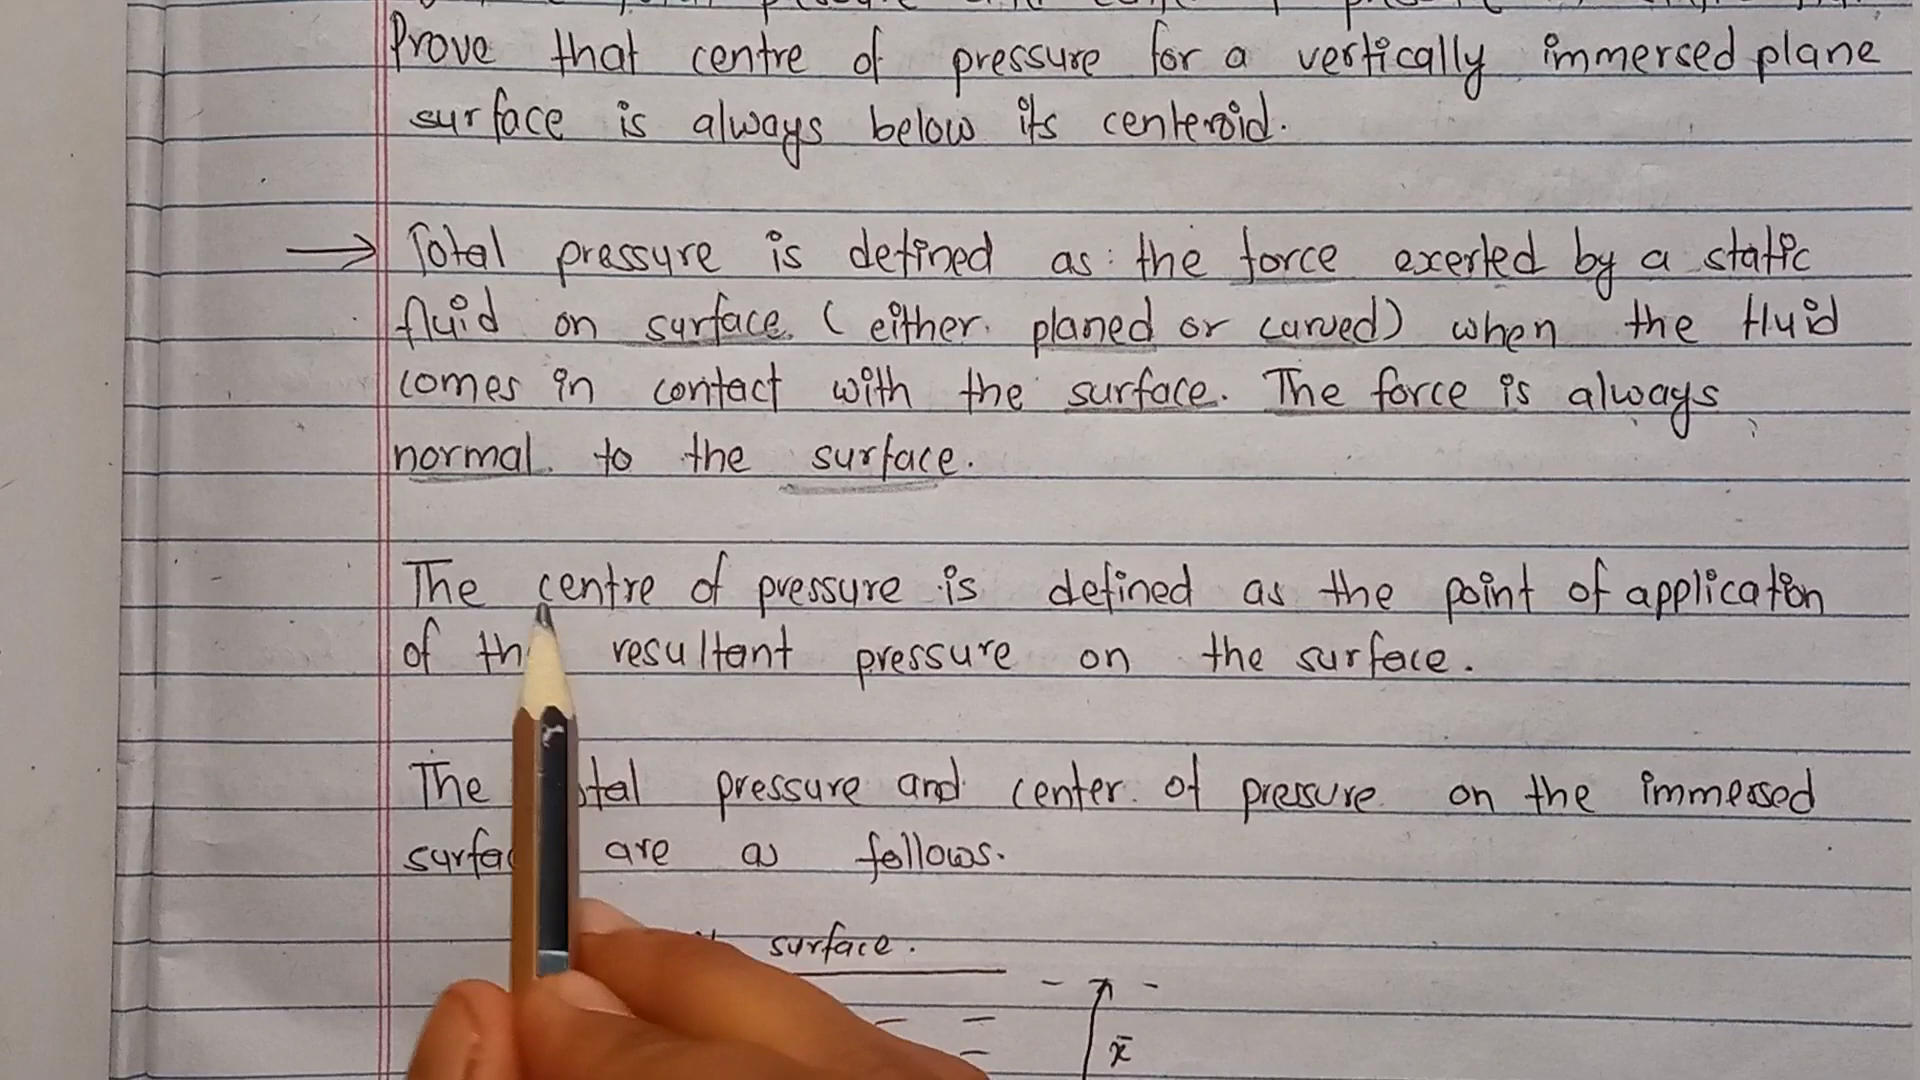 Prove that centre of pressure for a vertically immersed plane
surface is always below its centeroid.
Total pressure is defined as the force exerted by a static
fluid on surface (either planed or curved) when the fluid
comes in contact with the surface. The force is always
normal to the surface.
The centre of pressure is defined as the point of application
of resultant pressure on the surface.
The pressure and center of pressure on the immersed
are as follows.
surface.
x̄